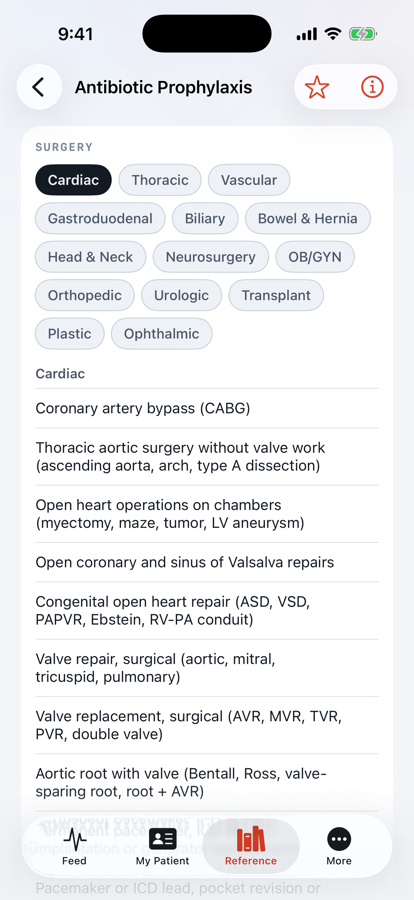 9:41
Antibiotic Prophylaxis
SURGERY
Cardiac
Thoracic
Vascular
Gastroduodenal
Biliary
Bowel & Hernia
Head & Neck
Neurosurgery
OB/GYN
Orthopedic
Urologic
Transplant
Plastic
Ophthalmic
Cardiac
Coronary artery bypass (CABG)
Thoracic aortic surgery without valve work
(ascending aorta, arch, type A dissection)
Open heart operations on chambers
(myectomy, maze, tumor, LV aneurysm)
Open coronary and sinus of Valsalva repairs
Congenital open heart repair (ASD, VSD,
PAPVR, Ebstein, RV-PA conduit)
Valve repair, surgical (aortic, mitral,
tricuspid, pulmonary)
Valve replacement, surgical (AVR, MVR, TVR,
PVR, double valve)
Aortic root with valve (Bentall, Ross, valve-
sparing root, root + AVR)
Feed
My Patient
Reference
More
Pacemaker or ICD lead, pocket revision or